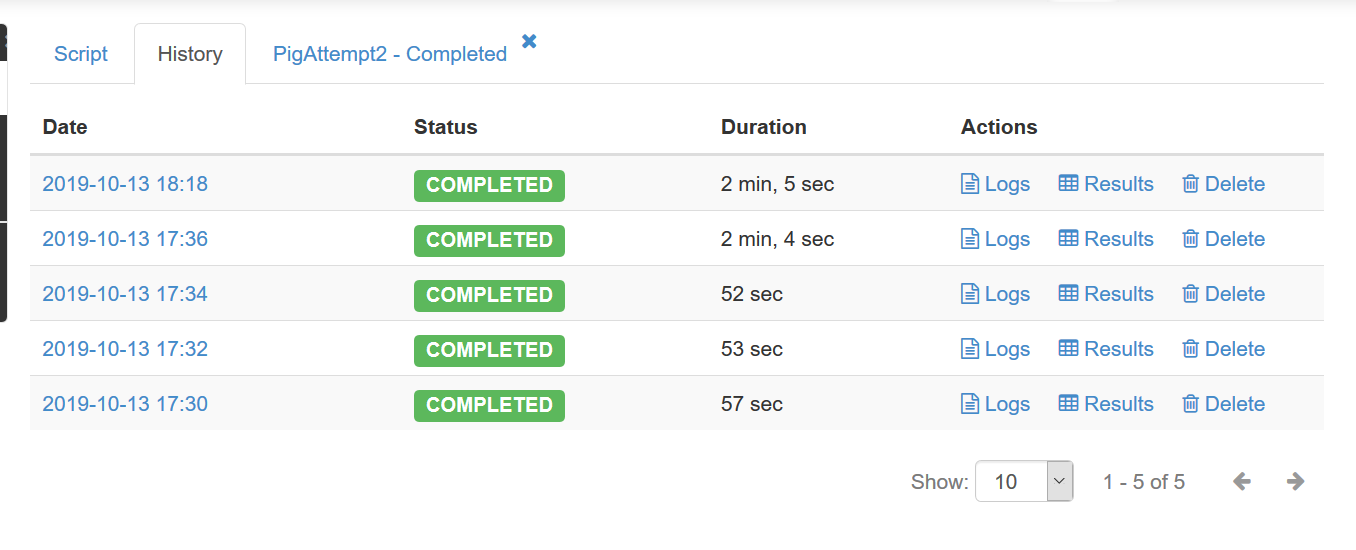 Script History PigAttempt2 - Completed
Date Status Duration Actions
2019-10-13 18:18 COMPLETED 2 min, 5 sec Logs Results Delete
2019-10-13 17:36 COMPLETED 2 min, 4 sec Logs Results Delete
2019-10-13 17:34 COMPLETED 52 sec Logs Results Delete
2019-10-13 17:32 COMPLETED 53 sec Logs Results Delete
2019-10-13 17:30 COMPLETED 57 sec Logs Results Delete
Show: 10 1 - 5 of 5